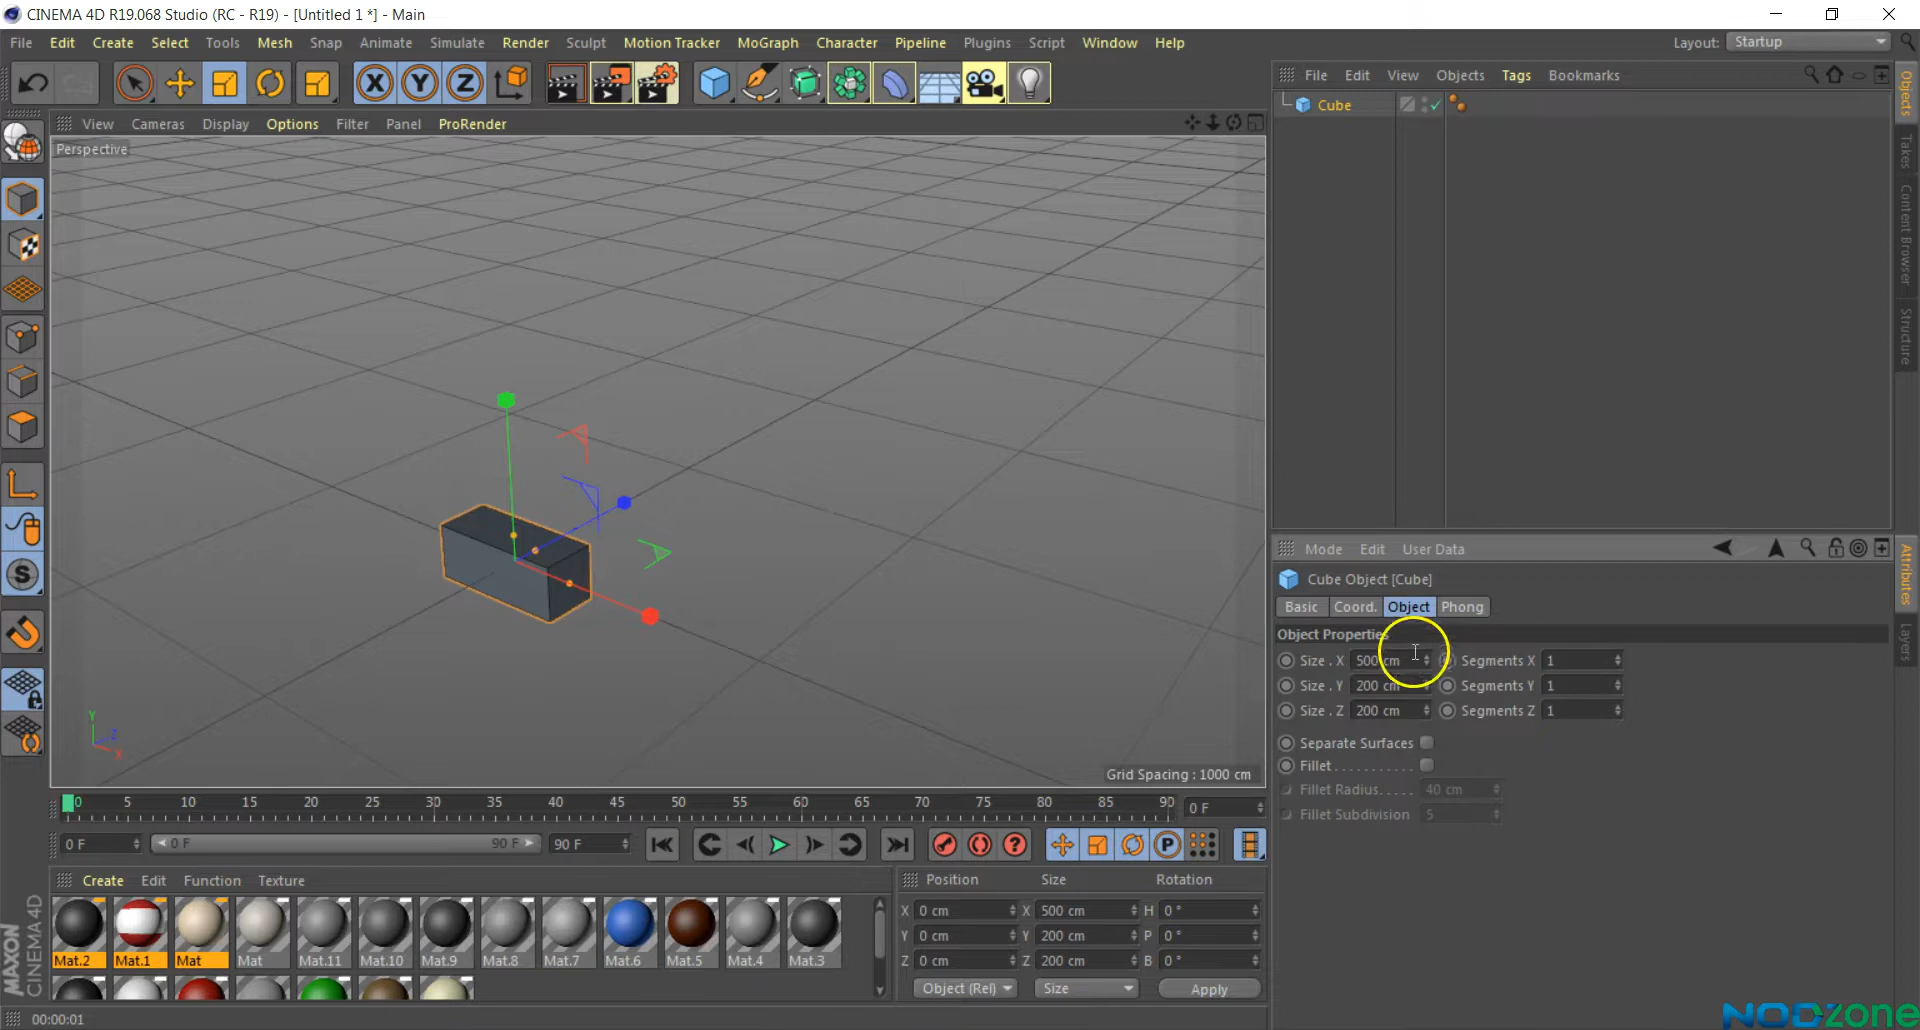 CINEMA 4D R19.068 Studio (RC - R19) - [Untitled 1 *] - Main
File Edit Create Select Tools Mesh Snap Animate Simulate Render Sculpt Motion Tracker MoGraph Character Pipeline Plugins Script Window Help
Layout: Startup
X Y Z
File Edit View Objects Tags Bookmarks
Cube
View Cameras Display Options Filter Panel ProRender
Perspective
Y
Z
X
Grid Spacing : 1000 cm
Objects
Takes
Content Browser
Structure
Mode Edit User Data
Cube Object [Cube]
Basic Coord. Object Phong
Object Properties
Size . X 500 cm Segments X 1
Size . Y 200 cm Segments Y 1
Size . Z 200 cm Segments Z 1
Separate Surfaces
Fillet . . . . . . . . . . .
Fillet Radius. . . . . 40 cm
Fillet Subdivision 5
Attributes
Layers
0 5 10 15 20 25 30 35 40 45 50 55 60 65 70 75 80 85 90 0 F
0 F 0 F 90 F 90 F
P
Create Edit Function Texture
Mat.2 Mat.1 Mat Mat Mat.11 Mat.10 Mat.9 Mat.8 Mat.7 Mat.6 Mat.5 Mat.4 Mat.3
Position Size Rotation
X 0 cm X 500 cm H 0 °
Y 0 cm Y 200 cm P 0 °
Z 0 cm Z 200 cm B 0 °
Object (Rel) Size Apply
MAXON
CINEMA 4D
00:00:01
NODZone